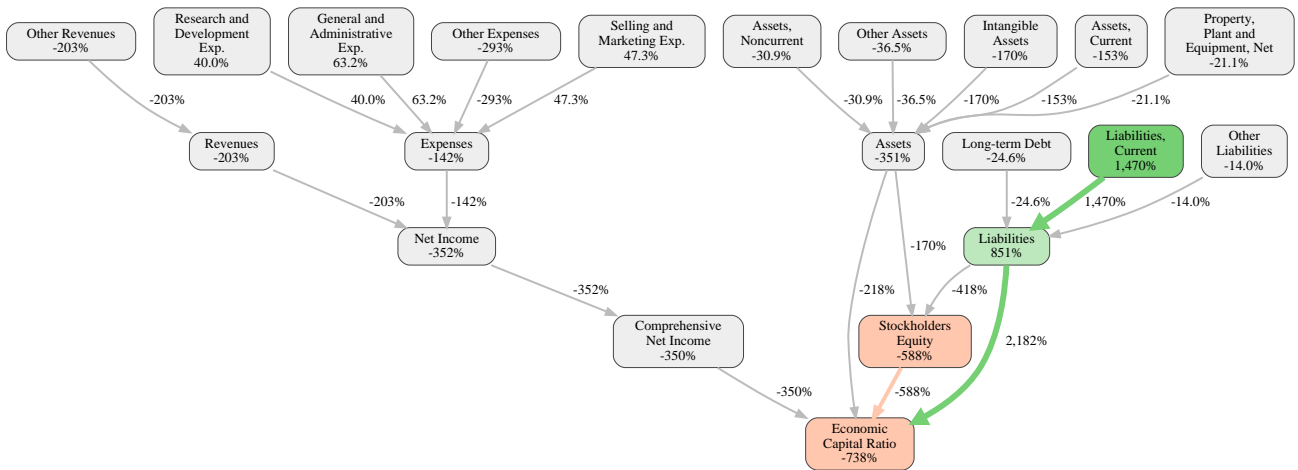 Other Revenues
-203%
Research and
Development
Exp.
40.0%
General and
Administrative
Exp.
63.2%
Other Expenses
-293%
Selling and
Marketing Exp.
47.3%
Assets,
Noncurrent
-30.9%
Other Assets
-36.5%
Intangible
Assets
-170%
Assets,
Current
-153%
Property,
Plant and
Equipment, Net
-21.1%
-203%
40.0%
63.2%
-293%
47.3%
-30.9%
-36.5%
-170%
-153%
-21.1%
Revenues
-203%
Expenses
-142%
Assets
-351%
Long-term Debt
-24.6%
Liabilities,
Current
1,470%
Other
Liabilities
-14.0%
-203%
-142%
-24.6%
1,470%
-14.0%
Net Income
-352%
-170%
Liabilities
851%
-352%
-218%
-418%
Comprehensive
Net Income
-350%
Stockholders
Equity
-588%
2,182%
-350%
-588%
Economic
Capital Ratio
-738%